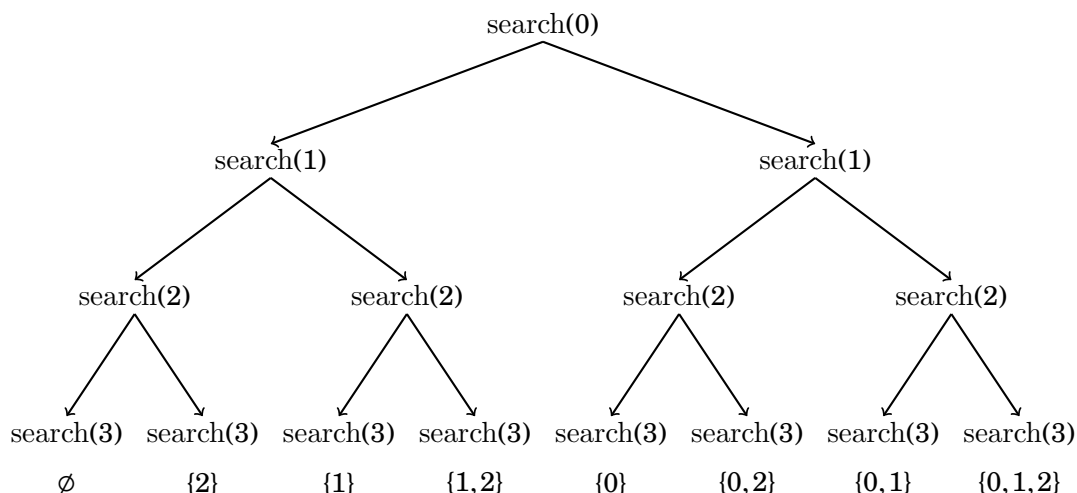 search(0)
search(1) search(1)
search(2) search(2) search(2) search(2)
search(3) search(3) search(3) search(3) search(3) search(3) search(3) search(3)
∅ {2} {1} {1,2} {0} {0,2} {0,1} {0,1,2}